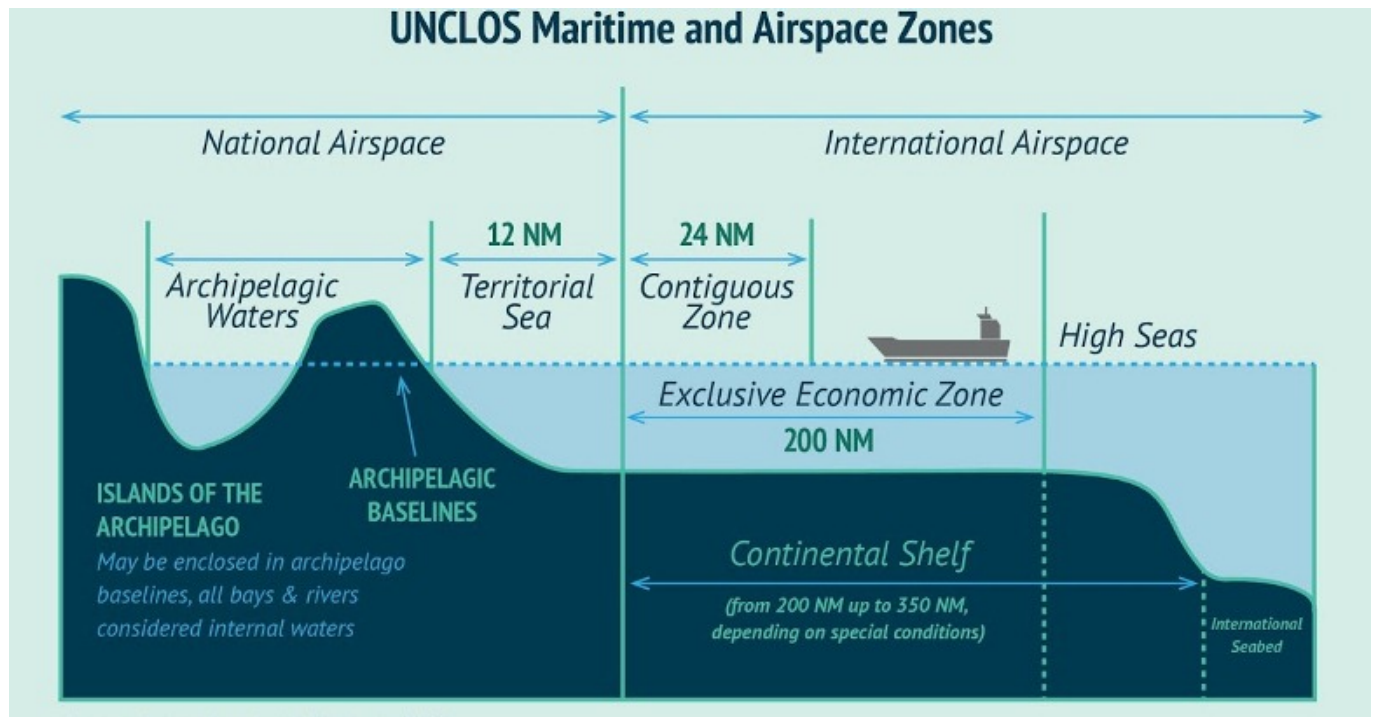 UNCLOS Maritime and Airspace Zones
National Airspace
International Airspace
12 NM
24 NM
Archipelagic
Waters
Territorial
Sea
Contiguous
Zone
High Seas
Exclusive Economic Zone
200 NM
ARCHIPELAGIC
BASELINES
ISLANDS OF THE
ARCHIPELAGO
May be enclosed in archipelago
baselines, all bays & rivers
considered internal waters
Continental Shelf
(from 200 NM up to 350 NM,
depending on special conditions)
International
Seabed